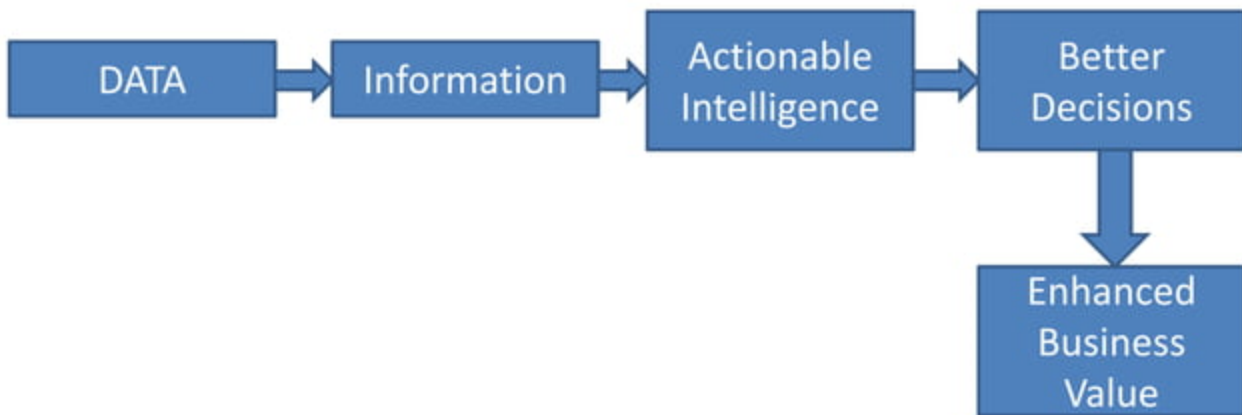 DATA
Information
Actionable
Intelligence
Better
Decisions
Enhanced
Business
Value